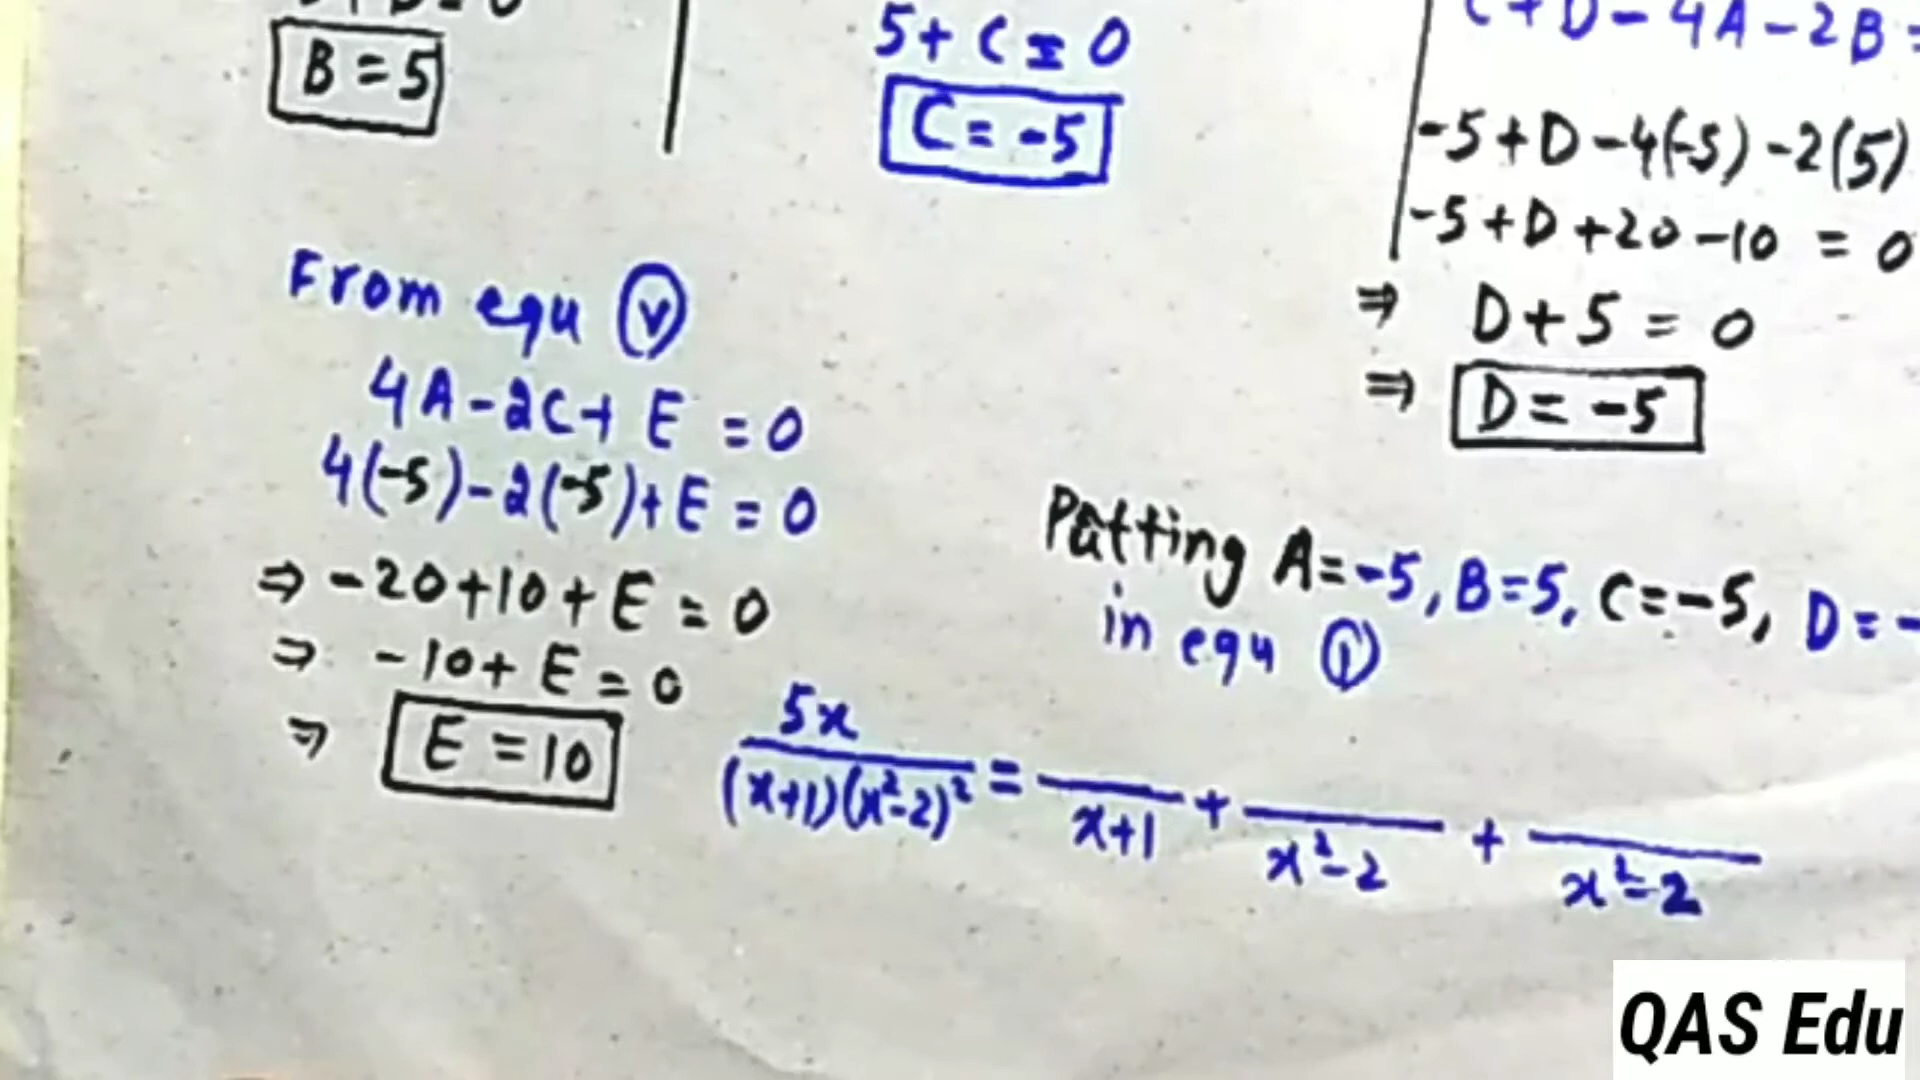 B = 5
5 + C = 0
C = -5
C + D - 4A - 2B =
-5 + D - 4(-5) - 2(5)
-5 + D + 20 - 10 = 0
⇒ D + 5 = 0
⇒ D = -5
From equ (v)
4A - 2C + E = 0
4(-5) - 2(-5) + E = 0
⇒ -20 + 10 + E = 0
⇒ -10 + E = 0
⇒ E = 10
Putting A = -5, B = 5, C = -5, D = -
in equ (i)
5x/(x+1)(x²-2)² = /x+1 + /x²-2 + /x²-2
QAS Edu